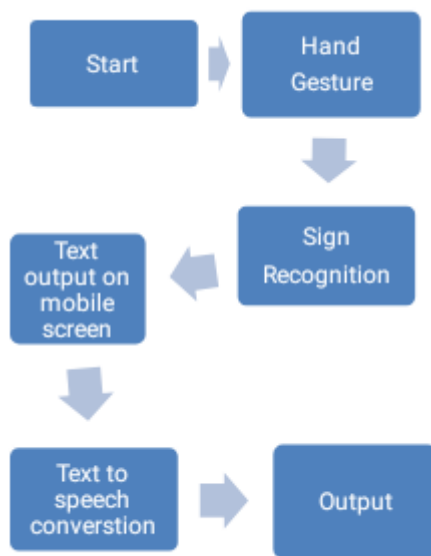 Start
Hand
Gesture
Sign
Recognition
Text
output on
mobile
screen
Text to
speech
converstion
Output